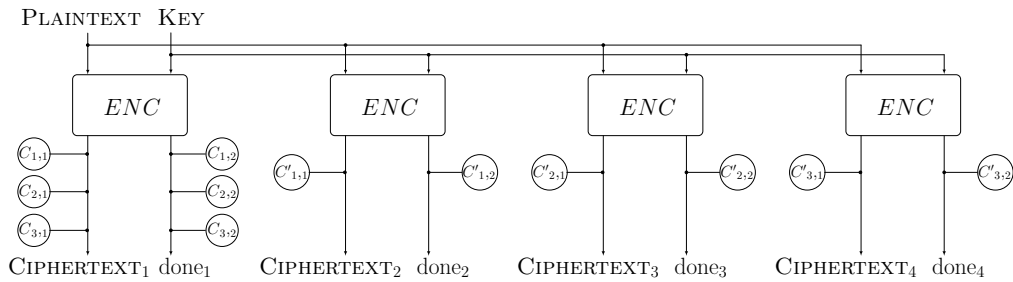 PLAINTEXT KEY
ENC ENC ENC ENC
C1,1 C1,2
C'1,1 C'1,2 C'2,1 C'2,2 C'3,1 C'3,2
C2,1 C2,2
C3,1 C3,2
CIPHERTEXT1 done1 CIPHERTEXT2 done2 CIPHERTEXT3 done3 CIPHERTEXT4 done4